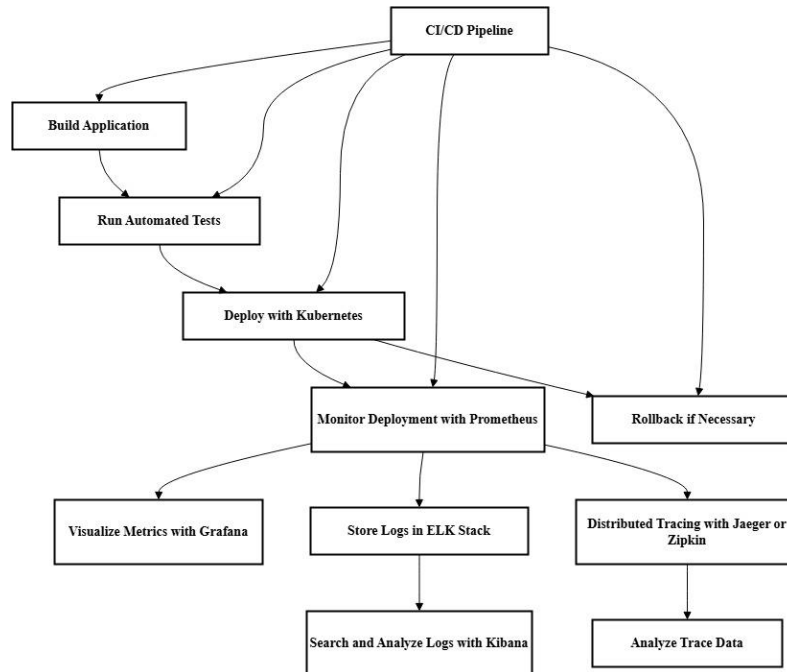 CI/CD Pipeline
Build Application
Run Automated Tests
Deploy with Kubernetes
Monitor Deployment with Prometheus
Rollback if Necessary
Visualize Metrics with Grafana
Store Logs in ELK Stack
Distributed Tracing with Jaeger or
Zipkin
Search and Analyze Logs with Kibana
Analyze Trace Data